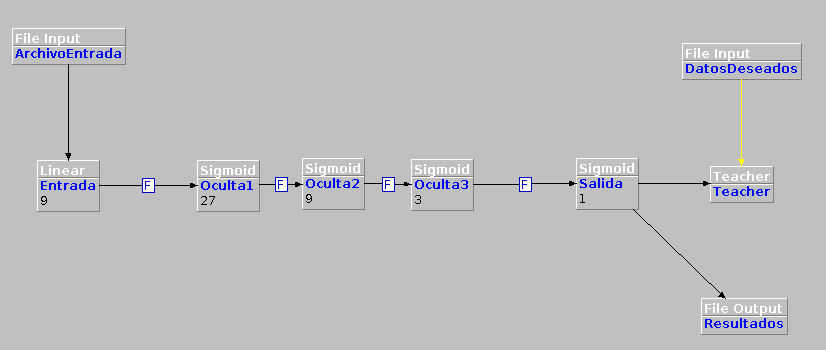 File Input
ArchivoEntrada
File Input
DatosDeseados
Linear
Entrada
9
F
Sigmoid
Oculta1
27
F
Sigmoid
Oculta2
9
F
Sigmoid
Oculta3
3
F
Sigmoid
Salida
1
Teacher
Teacher
File Output
Resultados